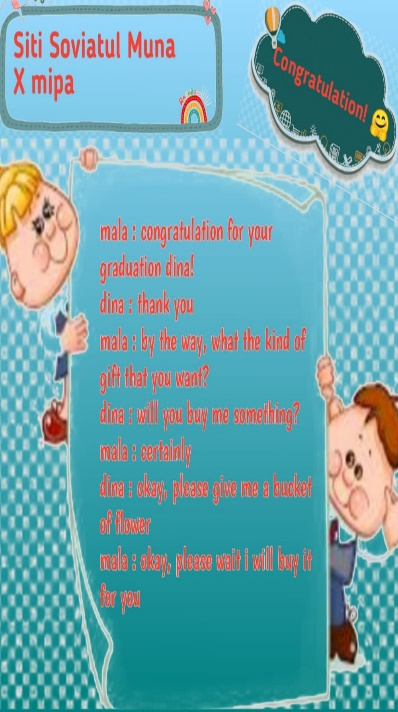 Siti Soviatul Muna
X mipa
Congratulation!
mala : congratulation for your
graduation dina!
dina : thank you
mala : by the way, what the kind of
gift that you want?
dina : will you buy me something?
mala : certainly
dina : okay, please give me a bucket
of flower
mala : okay, please wait i will buy it
for you